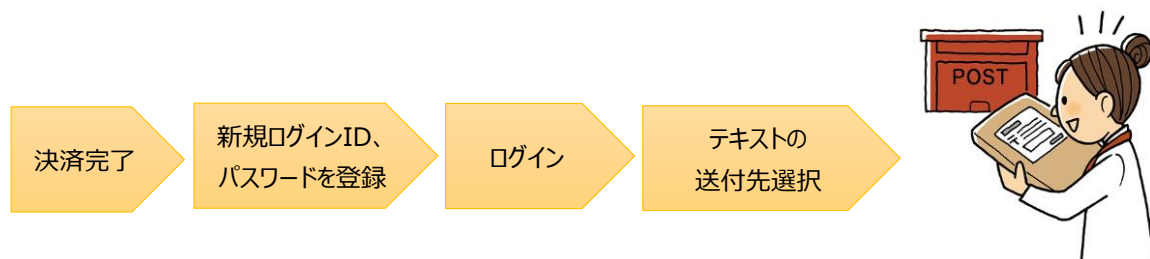 決済完了
新規ログインID、
パスワードを登録
ログイン
テキストの
送付先選択
POST